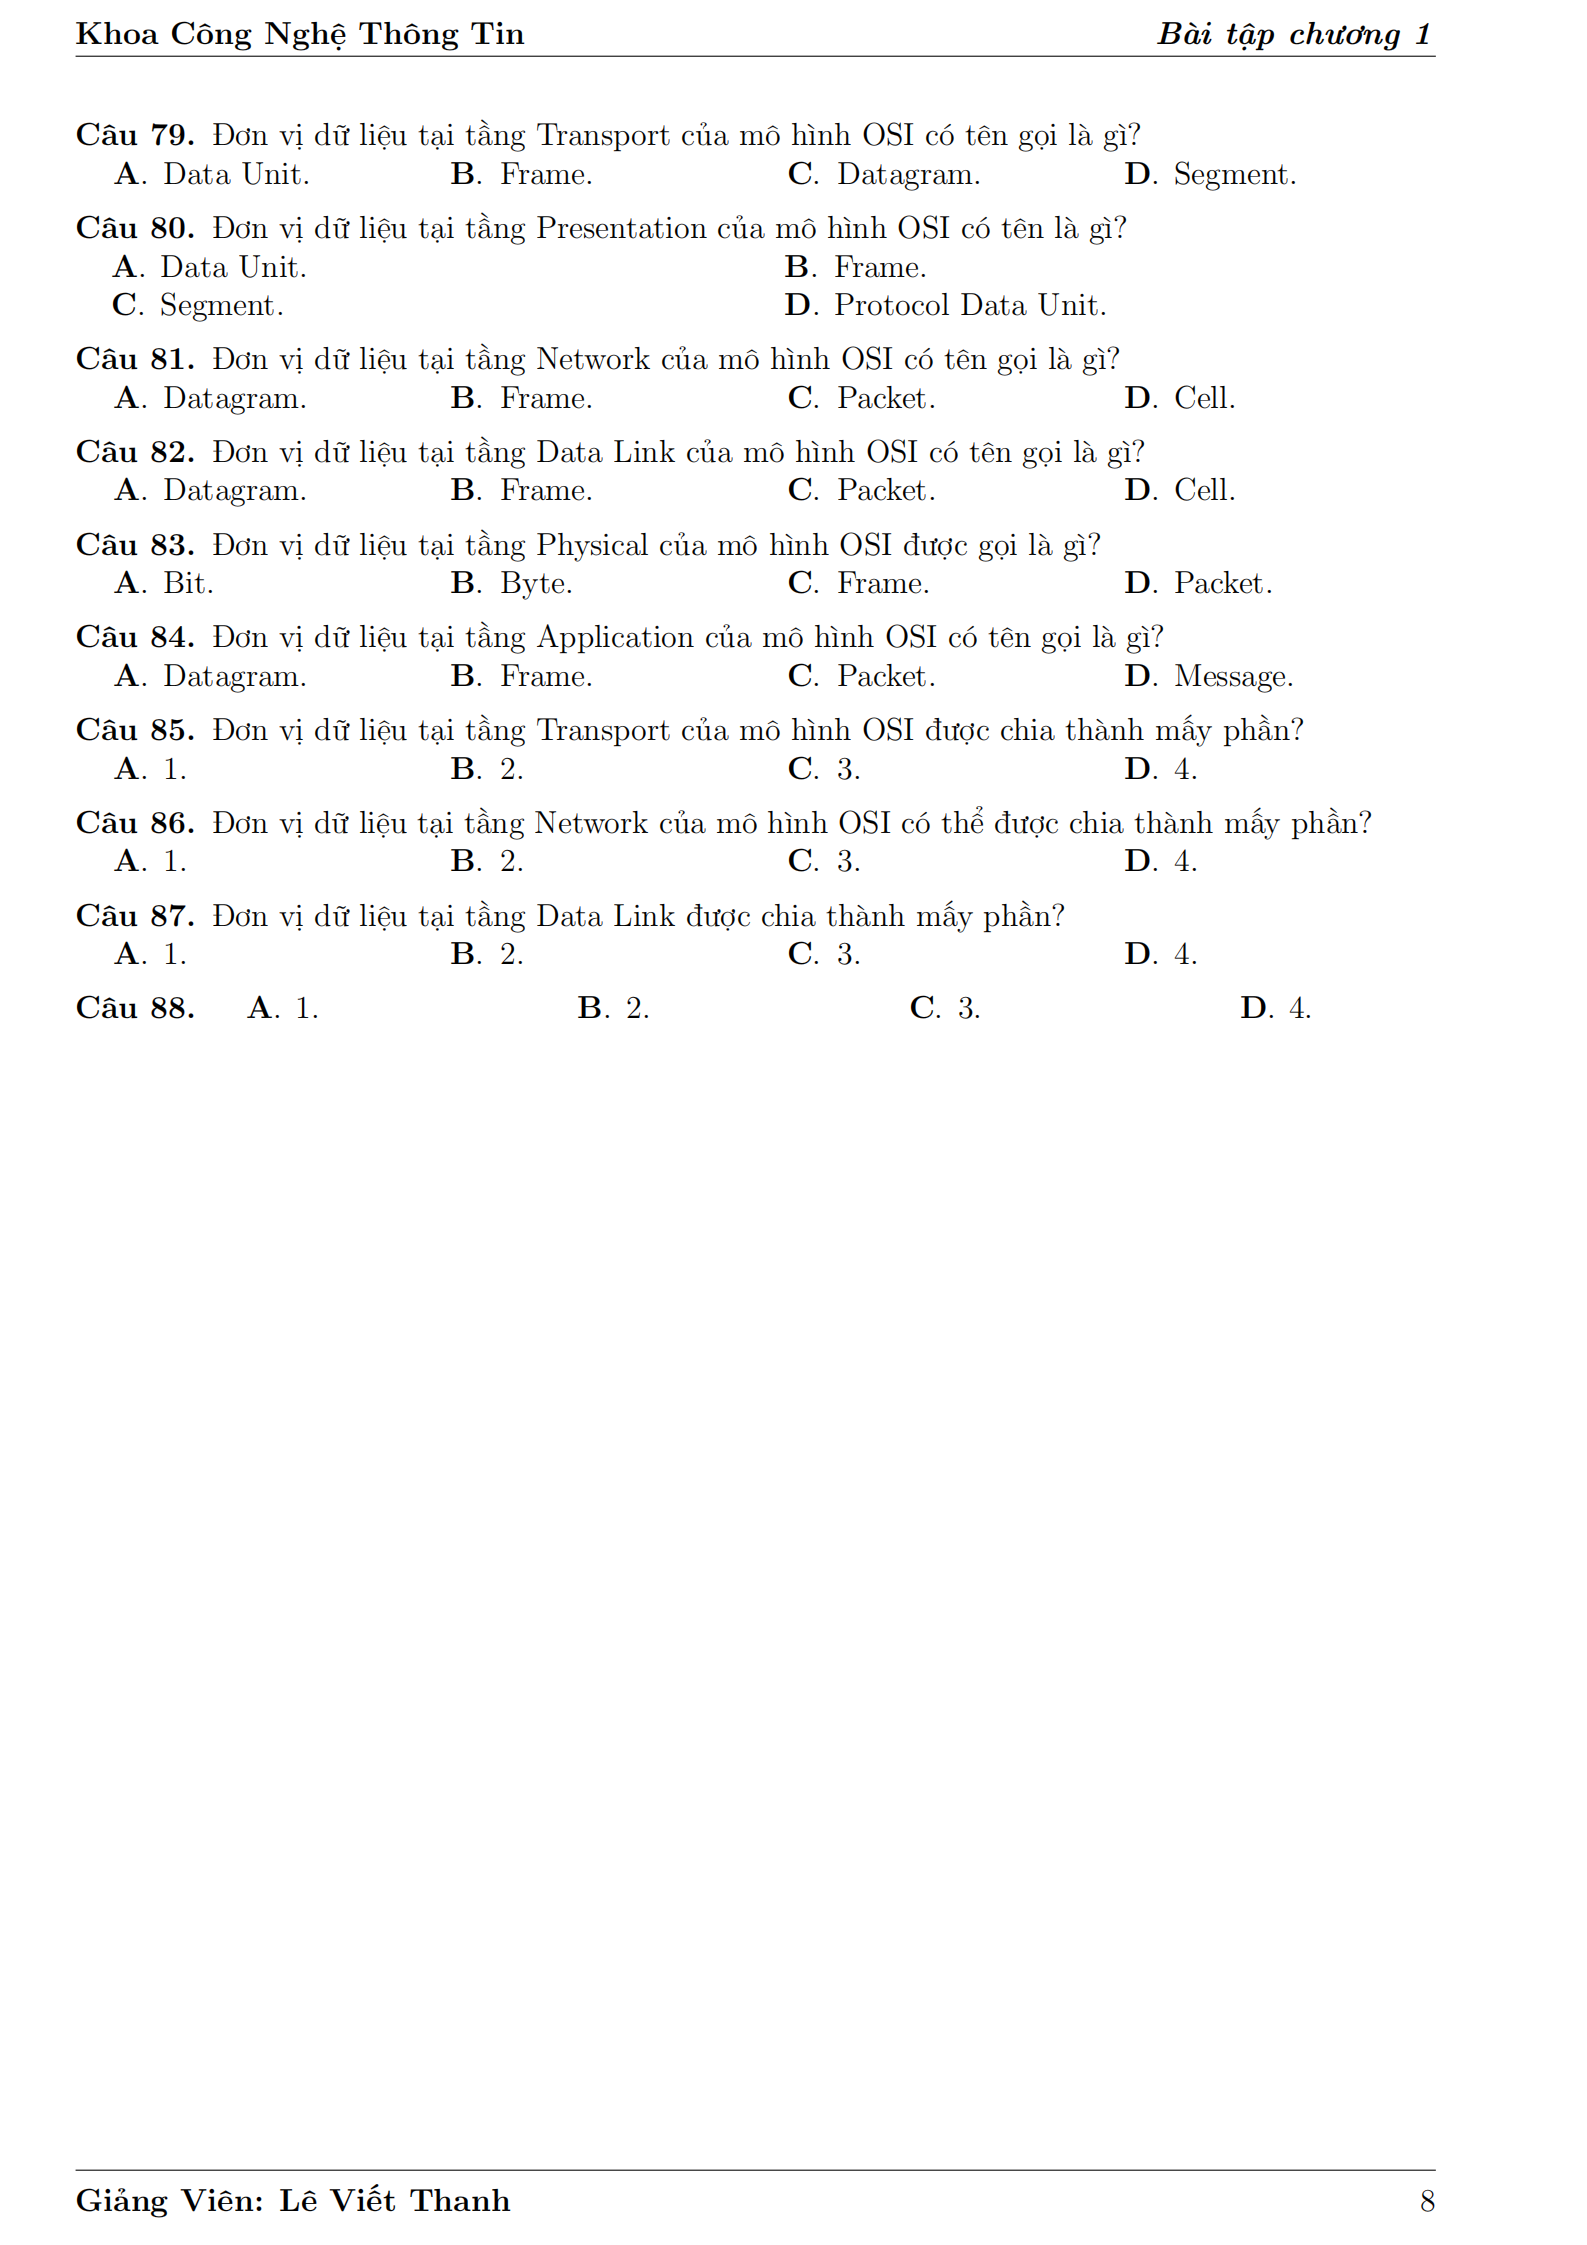 Khoa Công Nghệ Thông Tin Bài tập chương 1
Câu 79. Đơn vị dữ liệu tại tầng Transport của mô hình OSI có tên gọi là gì?
A. Data Unit. B. Frame. C. Datagram. D. Segment.
Câu 80. Đơn vị dữ liệu tại tầng Presentation của mô hình OSI có tên là gì?
A. Data Unit. B. Frame.
C. Segment. D. Protocol Data Unit.
Câu 81. Đơn vị dữ liệu tại tầng Network của mô hình OSI có tên gọi là gì?
A. Datagram. B. Frame. C. Packet. D. Cell.
Câu 82. Đơn vị dữ liệu tại tầng Data Link của mô hình OSI có tên gọi là gì?
A. Datagram. B. Frame. C. Packet. D. Cell.
Câu 83. Đơn vị dữ liệu tại tầng Physical của mô hình OSI được gọi là gì?
A. Bit. B. Byte. C. Frame. D. Packet.
Câu 84. Đơn vị dữ liệu tại tầng Application của mô hình OSI có tên gọi là gì?
A. Datagram. B. Frame. C. Packet. D. Message.
Câu 85. Đơn vị dữ liệu tại tầng Transport của mô hình OSI được chia thành mấy phần?
A. 1. B. 2. C. 3. D. 4.
Câu 86. Đơn vị dữ liệu tại tầng Network của mô hình OSI có thể được chia thành mấy phần?
A. 1. B. 2. C. 3. D. 4.
Câu 87. Đơn vị dữ liệu tại tầng Data Link được chia thành mấy phần?
A. 1. B. 2. C. 3. D. 4.
Câu 88. A. 1. B. 2. C. 3. D. 4.
Giảng Viên: Lê Viết Thanh 8